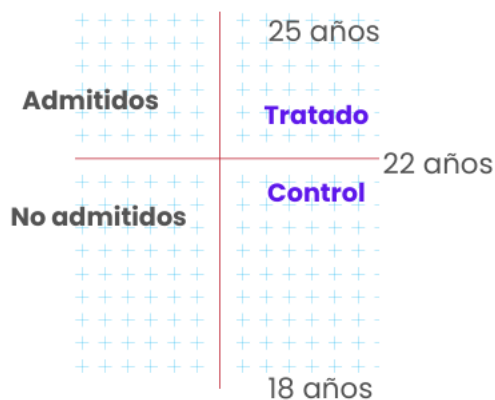 25 años
Admitidos
Tratado
22 años
Control
No admitidos
18 años